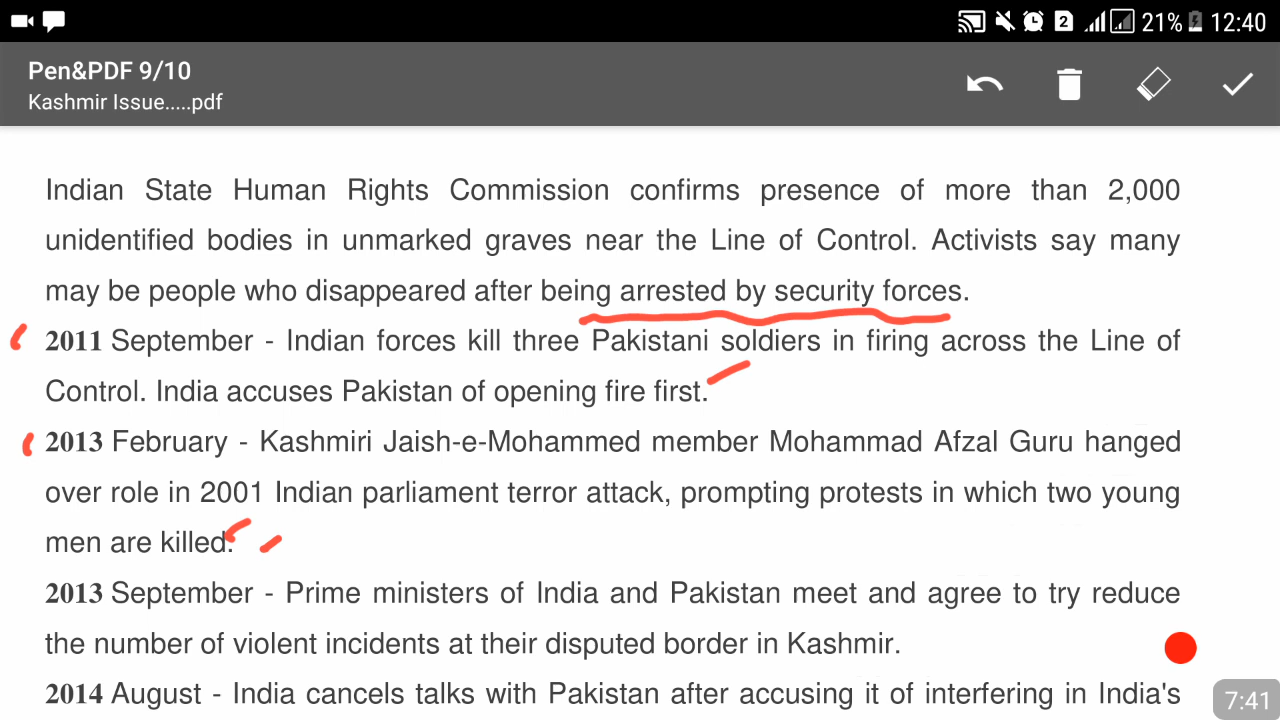 2 21% 12:40
Pen&PDF 9/10
Kashmir Issue.....pdf
Indian State Human Rights Commission confirms presence of more than 2,000
unidentified bodies in unmarked graves near the Line of Control. Activists say many
may be people who disappeared after being arrested by security forces.
2011 September - Indian forces kill three Pakistani soldiers in firing across the Line of
Control. India accuses Pakistan of opening fire first.
2013 February - Kashmiri Jaish-e-Mohammed member Mohammad Afzal Guru hanged
over role in 2001 Indian parliament terror attack, prompting protests in which two young
men are killed.
2013 September - Prime ministers of India and Pakistan meet and agree to try reduce
the number of violent incidents at their disputed border in Kashmir.
2014 August - India cancels talks with Pakistan after accusing it of interfering in India's
7:41